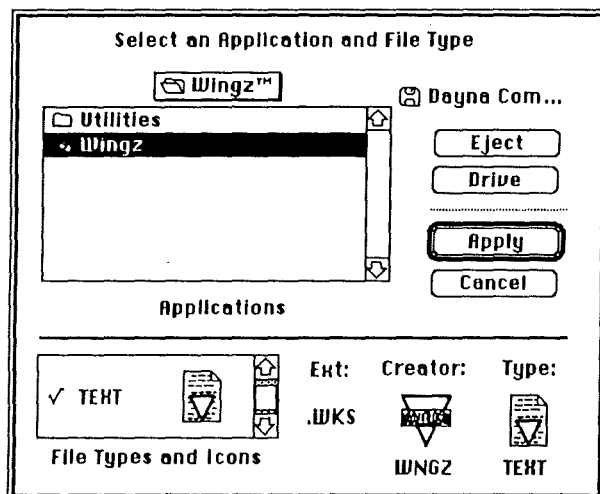 Select an Application and File Type
Wingz™
Dayna Com...
Utilities
Wingz
Eject
Drive
Apply
Cancel
Applications
√ TEXT
Ext:
Creator:
Type:
.WKS
WNGZ
TEXT
File Types and Icons